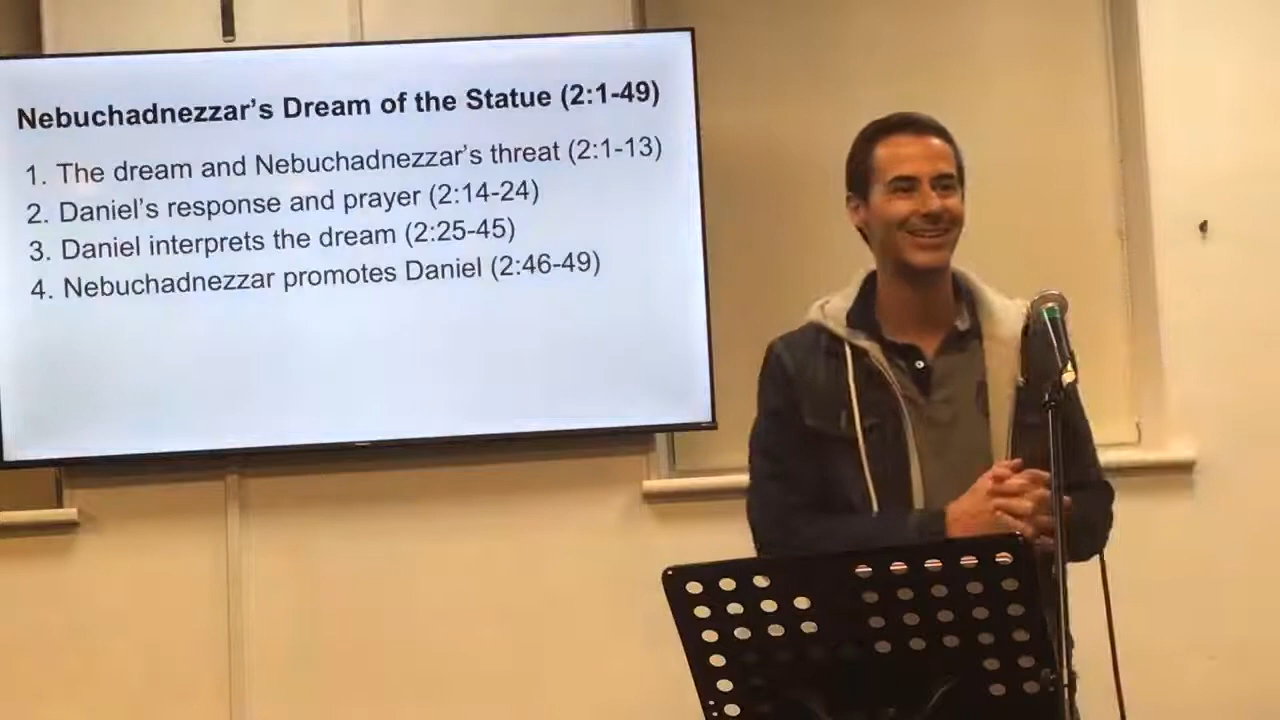 Nebuchadnezzar’s Dream of the Statue (2:1-49)
1. The dream and Nebuchadnezzar’s threat (2:1-13)
2. Daniel’s response and prayer (2:14-24)
3. Daniel interprets the dream (2:25-45)
4. Nebuchadnezzar promotes Daniel (2:46-49)